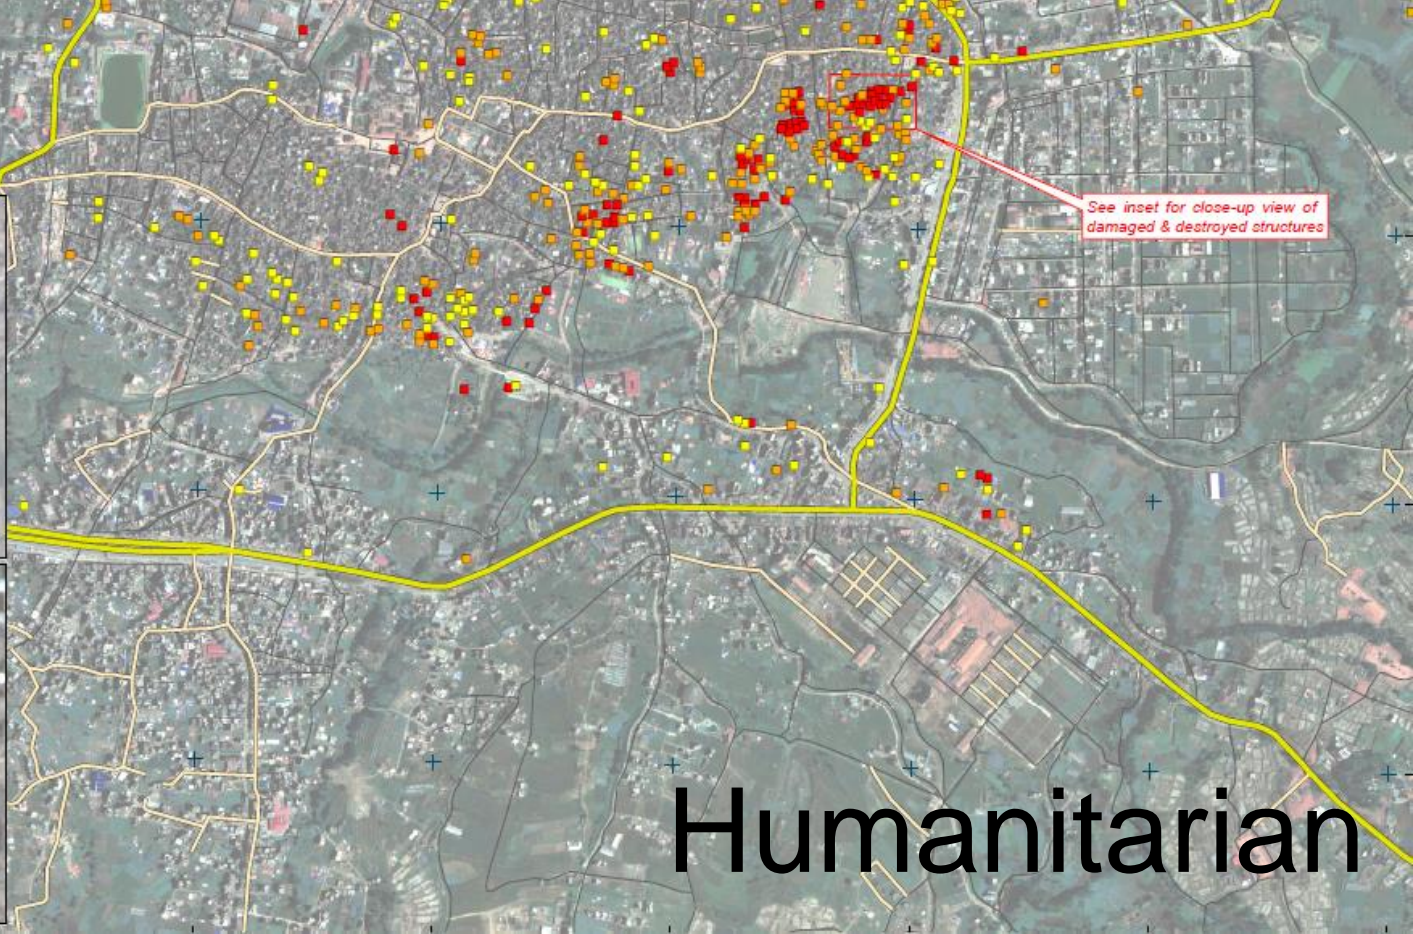 See inset for close-up view of
damaged & destroyed structures
Humanitarian